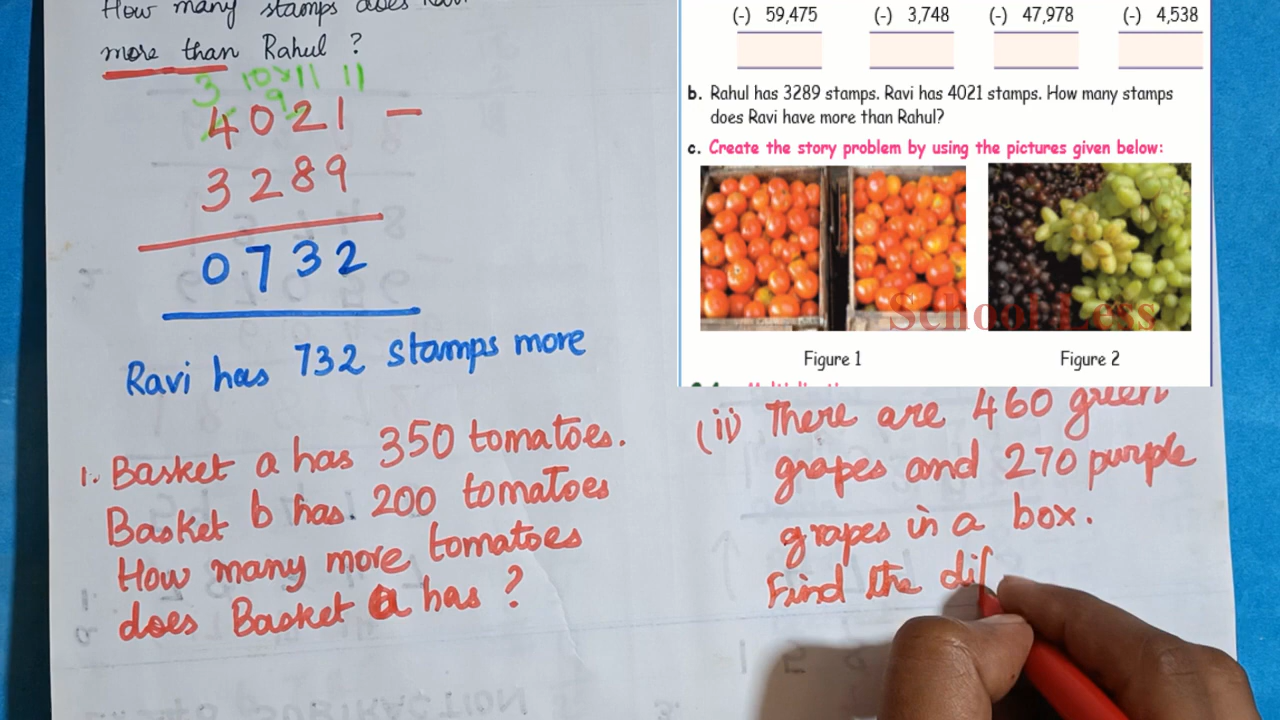 How many stamps does Ravi
more than Rahul ?
3 10 11 11
9
4021 –
3289
0732
Ravi has 732 stamps more
1. Basket a has 350 tomatoes.
Basket b has 200 tomatoes
How many more tomatoes
does Basket a has ?
(-) 59,475 (-) 3,748 (-) 47,978 (-) 4,538
b. Rahul has 3289 stamps. Ravi has 4021 stamps. How many stamps
does Ravi have more than Rahul?
c. Create the story problem by using the pictures given below:
School Less
Figure 1 Figure 2
(ii) There are 460 green
grapes and 270 purple
grapes in a box.
Find the dif